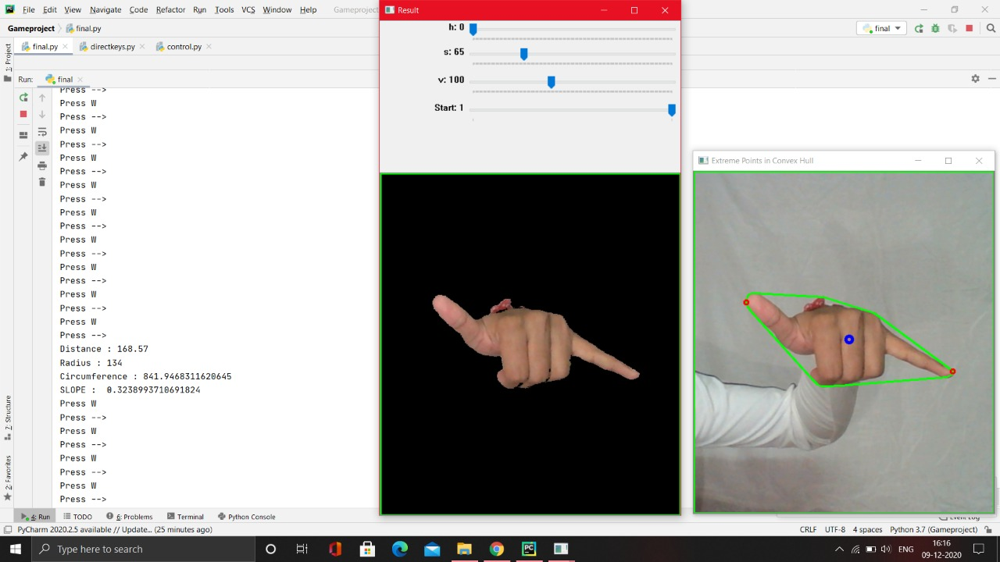 File Edit View Navigate Code
Tools VCS Window Help Gameproject
Gameproject final.py
final
final.py
connor.py
Run: final
1: Project
Press -->
Press W
Press -->
Press W
Press -->
Press W
Press -->
Press W
Press -->
Press W
Press -->
Press W
Press -->
Press W
Press -->
Press W
Press -->
Press W
Press -->
Distance : 168.57
Radius : 134
Circumference : 841.9468311620645
SLOPE : 0.3238993710691824
Press W
Press -->
Press W
Press -->
Press W
Press -->
Press W
Press -->
7: Structure
2: Favorites
Result
h: 0
s: 65
v: 100
Start: 1
Extreme Points in Convex Hull
4: Run TODO 6: Problems Terminal Python Console
Event Log
PyCharm 2020.2.5 available // Update (25 minutes ago)
CRLF UTF-8 4 spaces Python 3.7 (Gameproject)
Type here to search
PC
ENG
16:16
09-12-2020